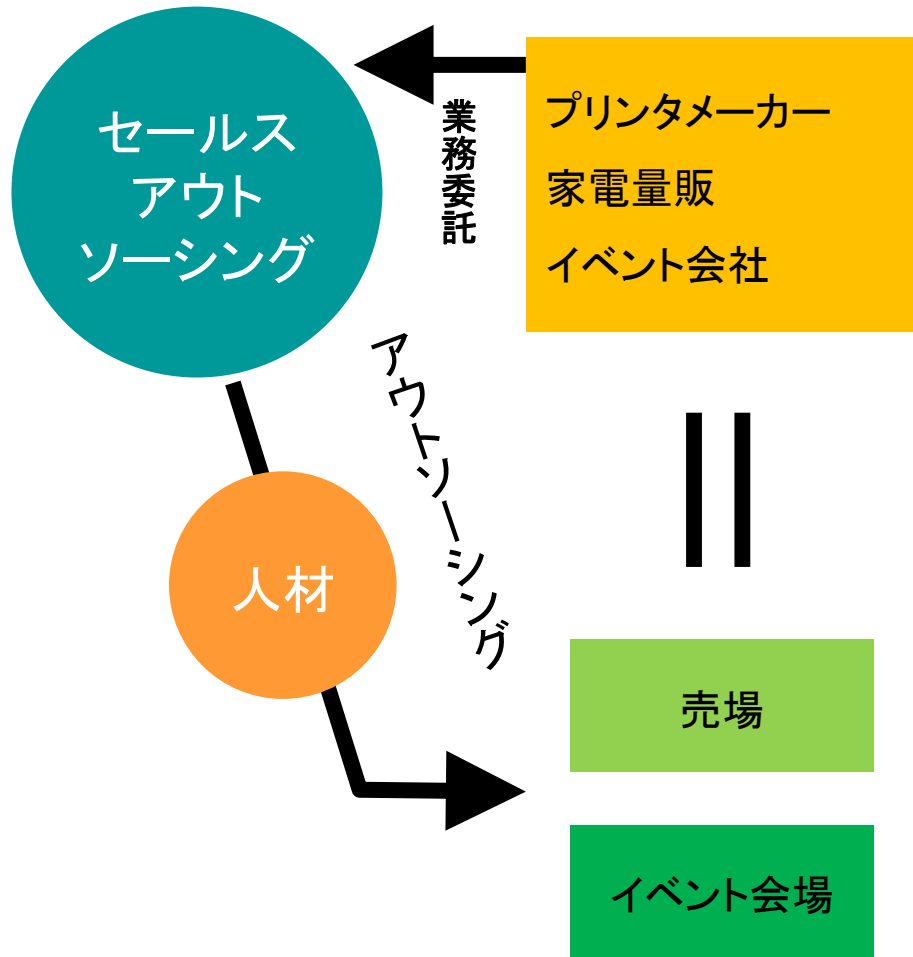 セールス
アウト
ソーシング
業務委託
プリンタメーカー
家電量販
イベント会社
アウトソーシング
人材
売場
イベント会場